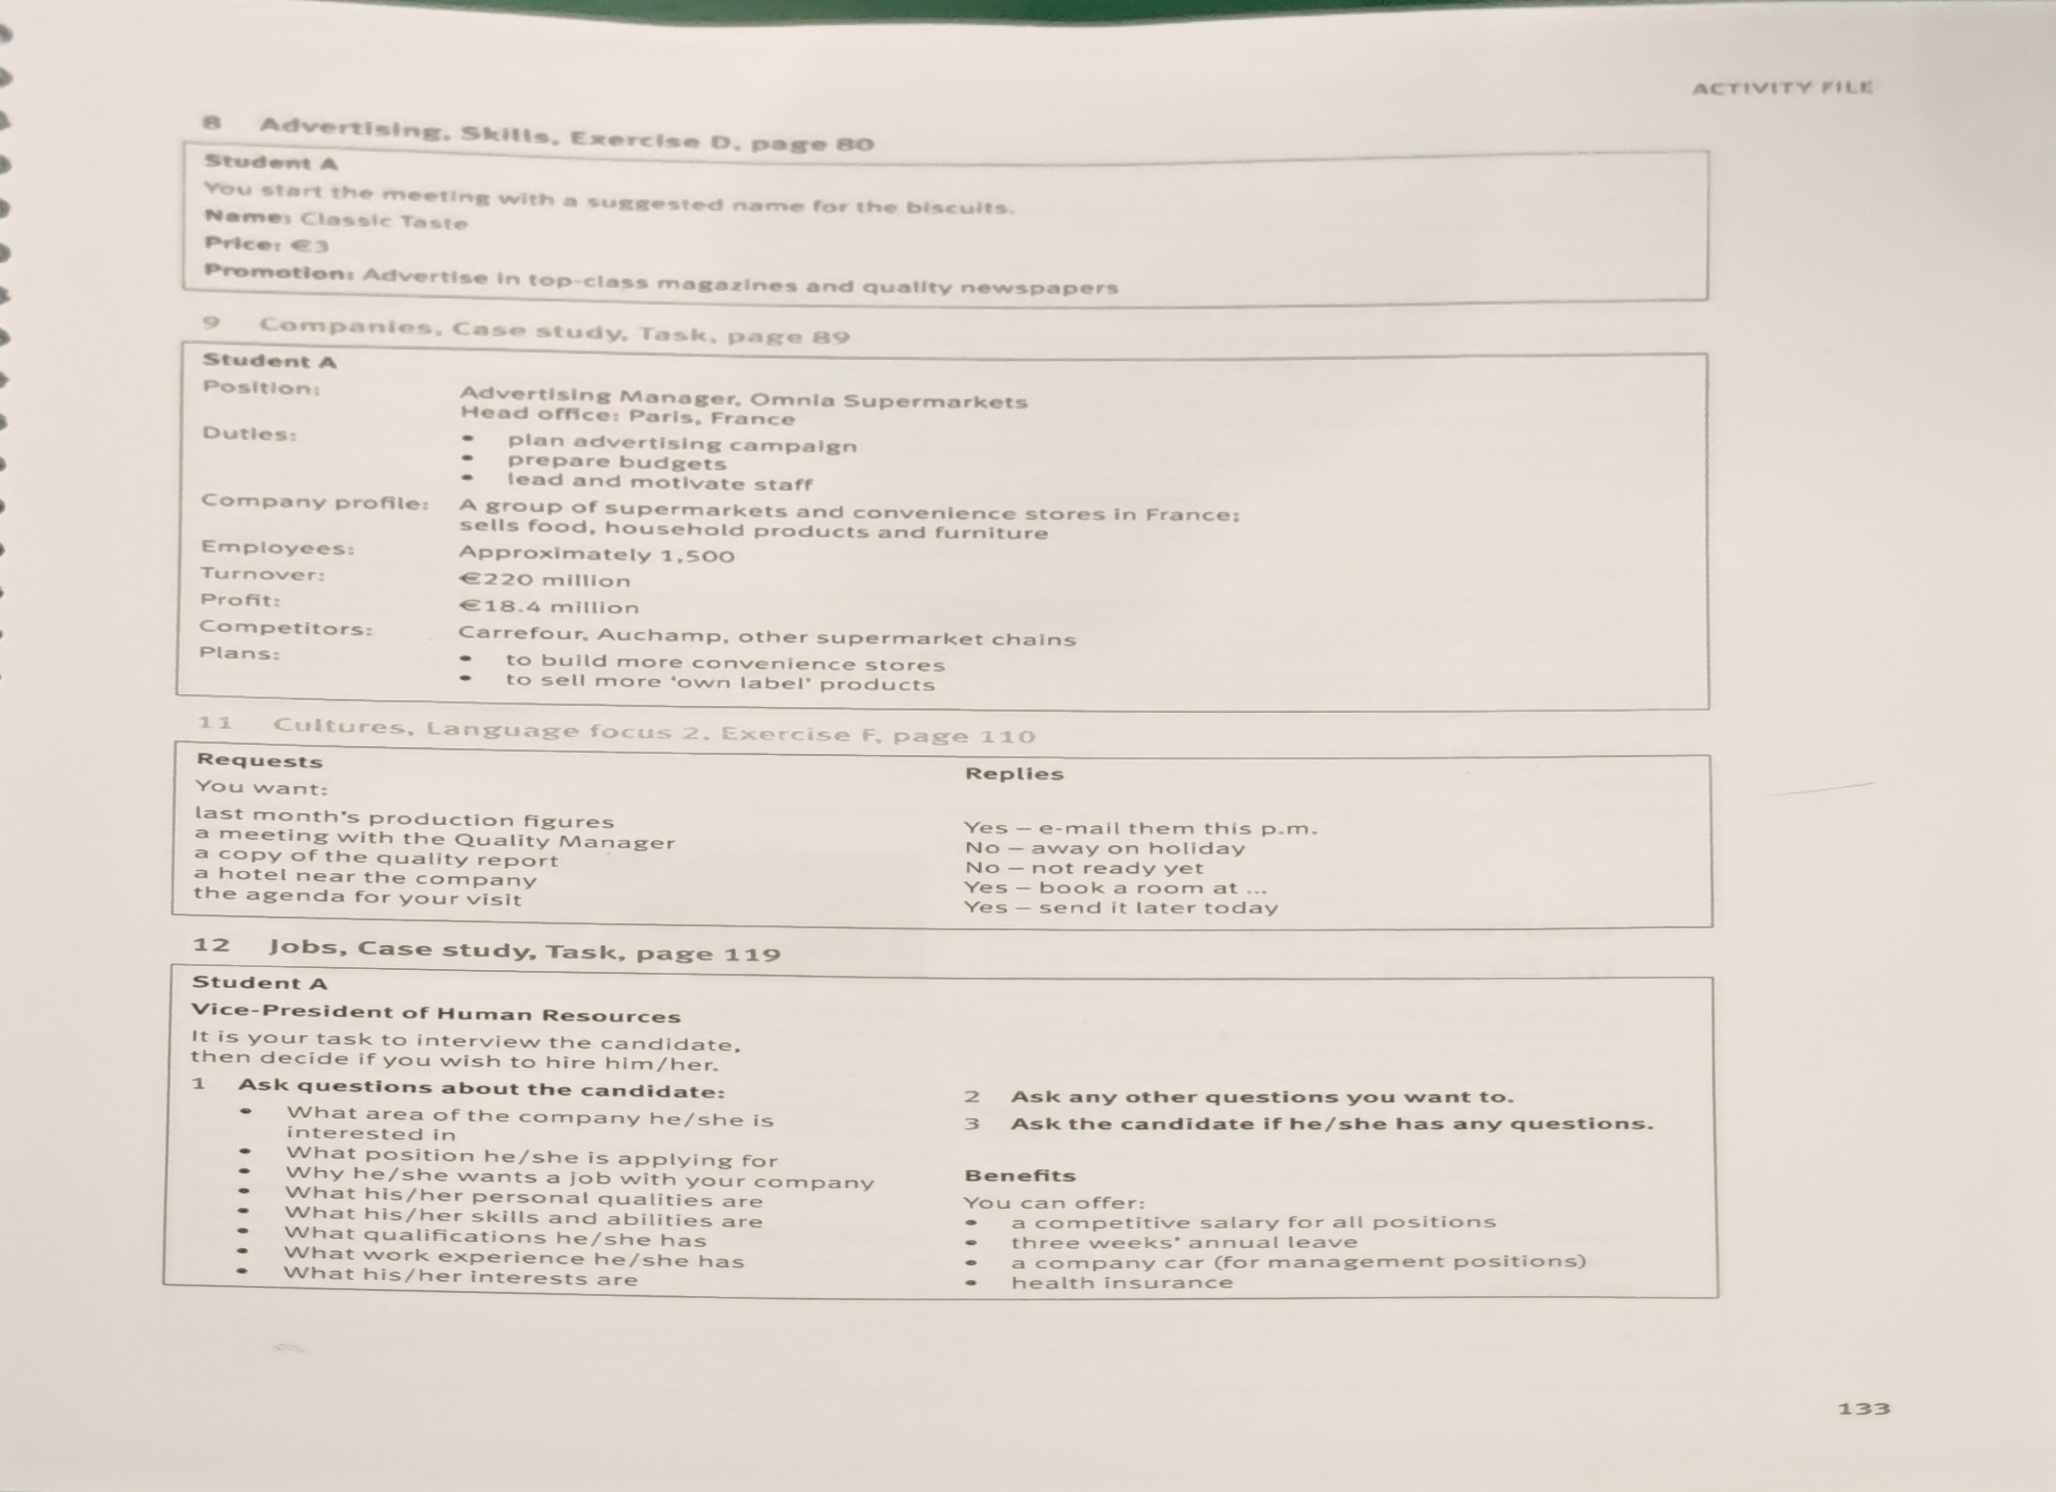 ACTIVITY FILE
8 Advertising, Skills, Exercise D, page 80
Student A
You start the meeting with a suggested name for the biscuits.
Name: Classic Taste
Price: €3
Promotion: Advertise in top-class magazines and quality newspapers
9 Companies, Case study, Task, page 89
Student A
Position: Advertising Manager, Omnia Supermarkets
Head office: Paris, France
Duties: • plan advertising campaign
• prepare budgets
• lead and motivate staff
Company profile: A group of supermarkets and convenience stores in France;
sells food, household products and furniture
Employees: Approximately 1,500
Turnover: €220 million
Profit: €18.4 million
Competitors: Carrefour, Auchamp, other supermarket chains
Plans: • to build more convenience stores
• to sell more 'own label' products
11 Cultures, Language focus 2, Exercise F, page 110
Requests
You want:
last month's production figures
a meeting with the Quality Manager
a copy of the quality report
a hotel near the company
the agenda for your visit
Replies
Yes – e-mail them this p.m.
No – away on holiday
No – not ready yet
Yes – book a room at ...
Yes – send it later today
12 Jobs, Case study, Task, page 119
Student A
Vice-President of Human Resources
It is your task to interview the candidate,
then decide if you wish to hire him/her.
1 Ask questions about the candidate:
• What area of the company he/she is
interested in
• What position he/she is applying for
• Why he/she wants a job with your company
• What his/her personal qualities are
• What his/her skills and abilities are
• What qualifications he/she has
• What work experience he/she has
• What his/her interests are
2 Ask any other questions you want to.
3 Ask the candidate if he/she has any questions.
Benefits
You can offer:
• a competitive salary for all positions
• three weeks' annual leave
• a company car (for management positions)
• health insurance
133